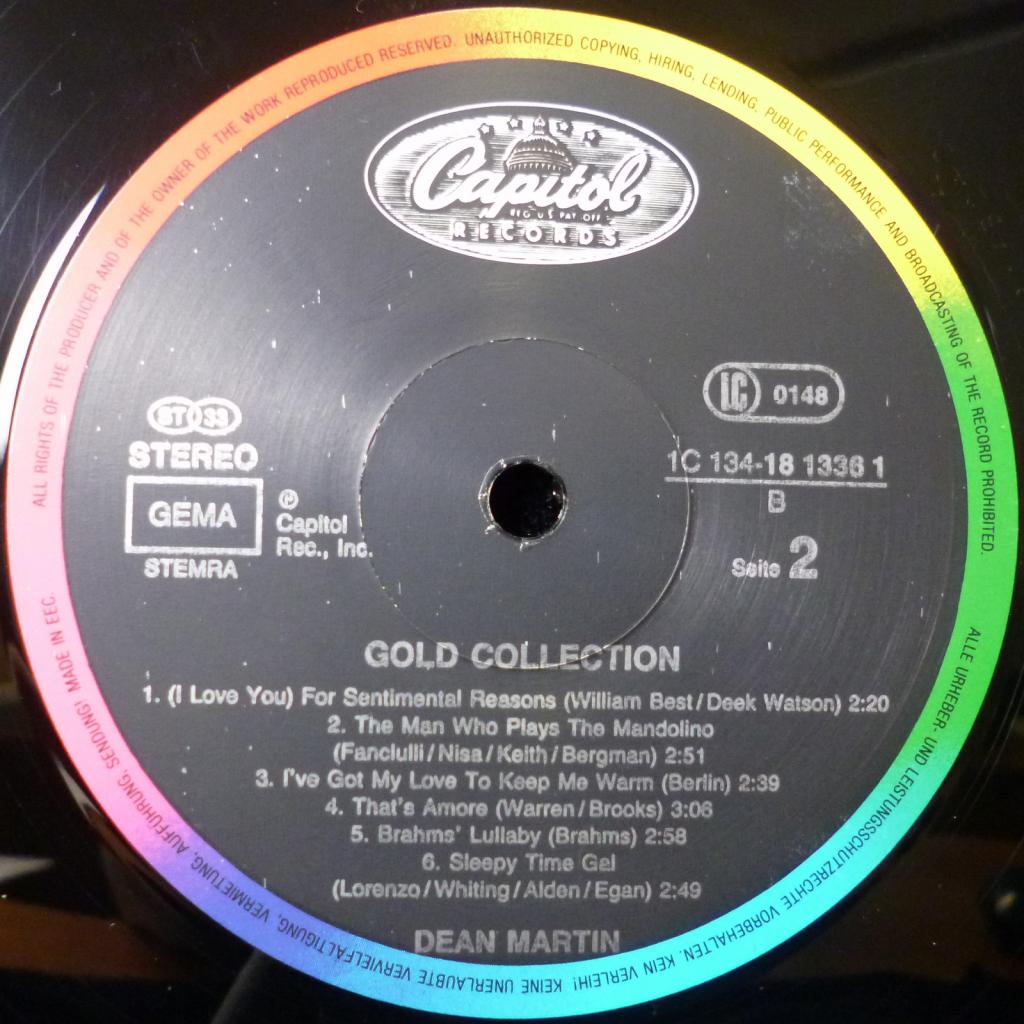 ALL RIGHTS OF THE PRODUCER AND OF THE OWNER OF THE WORK REPRODUCED RESERVED. UNAUTHORIZED COPYING, HIRING, LENDING, PUBLIC PERFORMANCE AND BROADCASTING OF THE RECORD PROHIBITED.
Capitol
REG US PAT OFF
RECORDS
LC 0148
ST 33
STEREO
GEMA
STEMRA
℗
Capitol
Rec., Inc.
1C 134-18 1336 1
B
Seite 2
GOLD COLLECTION
1. (I Love You) For Sentimental Reasons (William Best/Deek Watson) 2:20
2. The Man Who Plays The Mandolino
(Fanciulli/Nisa/Keith/Bergman) 2:51
3. I've Got My Love To Keep Me Warm (Berlin) 2:39
4. That's Amore (Warren/Brooks) 3:06
5. Brahms' Lullaby (Brahms) 2:58
6. Sleepy Time Gel
(Lorenzo/Whiting/Alden/Egan) 2:49
DEAN MARTIN
ALLE URHEBER- UND LEISTUNGSSCHUTZRECHTE VORBEHALTEN. KEIN VERLEIH! KEINE UNERLAUBTE VERVIELFÄLTIGUNG, VERMIETUNG, AUFFÜHRUNG, SENDUNG! MADE IN EEC.